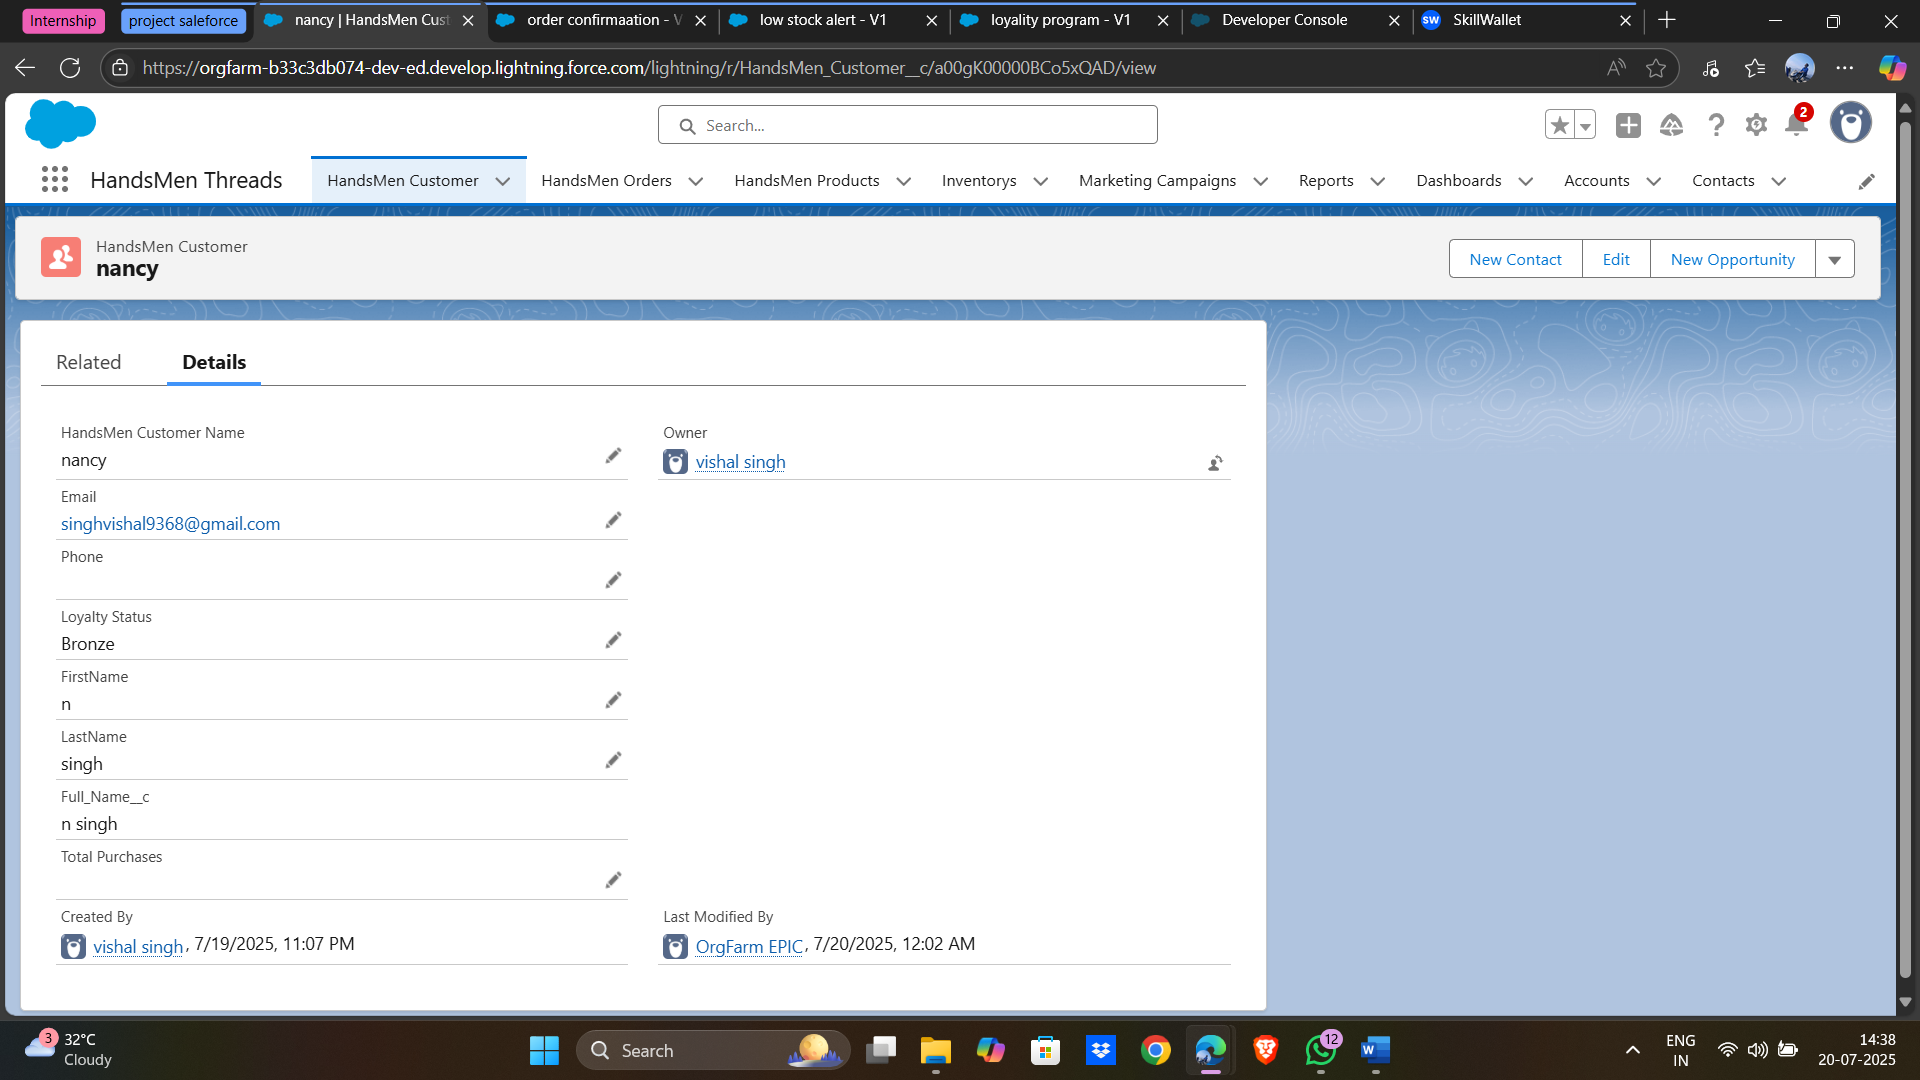 Internship
project saleforce
nancy | HandsMen Cust
order confirmaation - V
low stock alert - V1
loyality program - V1
Developer Console
SW
SkillWallet
https://orgfarm-b33c3db074-dev-ed.develop.lightning.force.com/lightning/r/HandsMen_Customer__c/a00gK00000BCo5xQAD/view
Search...
2
HandsMen Threads
HandsMen Customer
HandsMen Orders
HandsMen Products
Inventorys
Marketing Campaigns
Reports
Dashboards
Accounts
Contacts
HandsMen Customer
nancy
New Contact
Edit
New Opportunity
Related
Details
HandsMen Customer Name
nancy
Owner
vishal singh
Email
singhvishal9368@gmail.com
Phone
Loyalty Status
Bronze
FirstName
n
LastName
singh
Full_Name__c
n singh
Total Purchases
Created By
vishal singh, 7/19/2025, 11:07 PM
Last Modified By
OrgFarm EPIC, 7/20/2025, 12:02 AM
3
32°C
Cloudy
Search
12
W
ENG
IN
14:38
20-07-2025